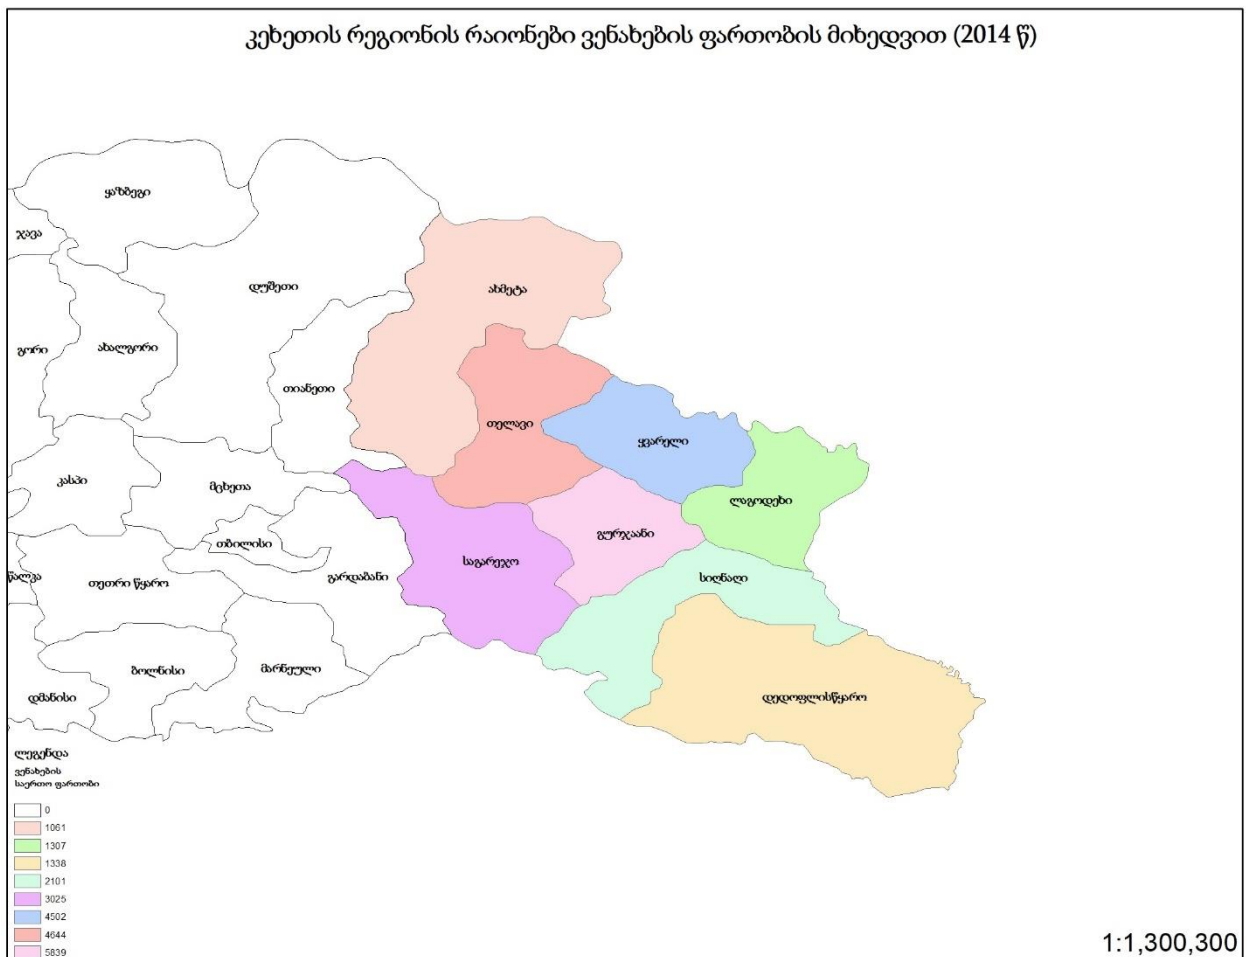 კეხეთის რეგიონის რაიონები ვენახების ფართობის მიხედვით (2014 წ)
ყაზბეგი
ჯავა
დუშეთი
ახმეტა
გორი
ახალგორი
თიანეთი
თელავი
ყვარელი
კასპი
მცხეთა
ლაგოდეხი
თბილისი
გურჯაანი
საგარეჯო
წალკა
თეთრი წყარო
გარდაბანი
სიღნაღი
ბოლნისი
მარნეული
დმანისი
დედოფლისწყარო
ლეგენდა
ვენახების
საერთო ფართობი
0
1061
1307
1338
2101
3025
4502
4644
5839
1:1,300,300